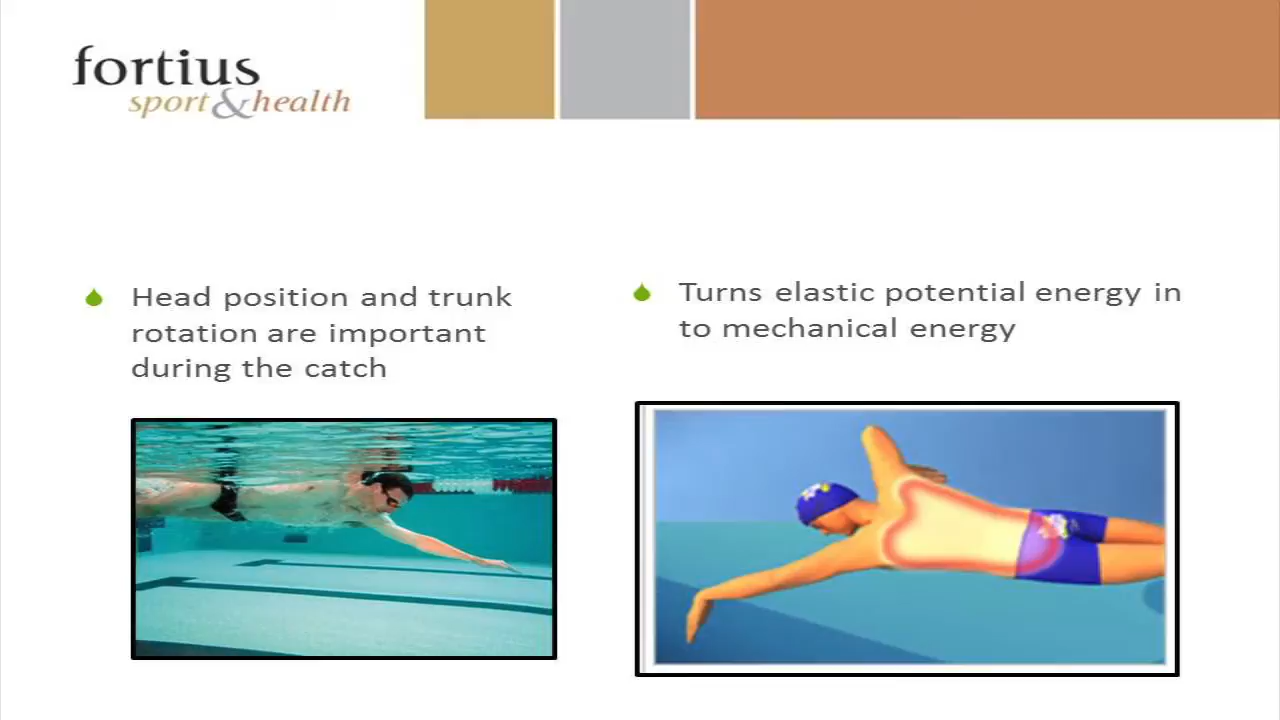 fortius
sport&health
Head position and trunk
rotation are important
during the catch
Turns elastic potential energy in
to mechanical energy